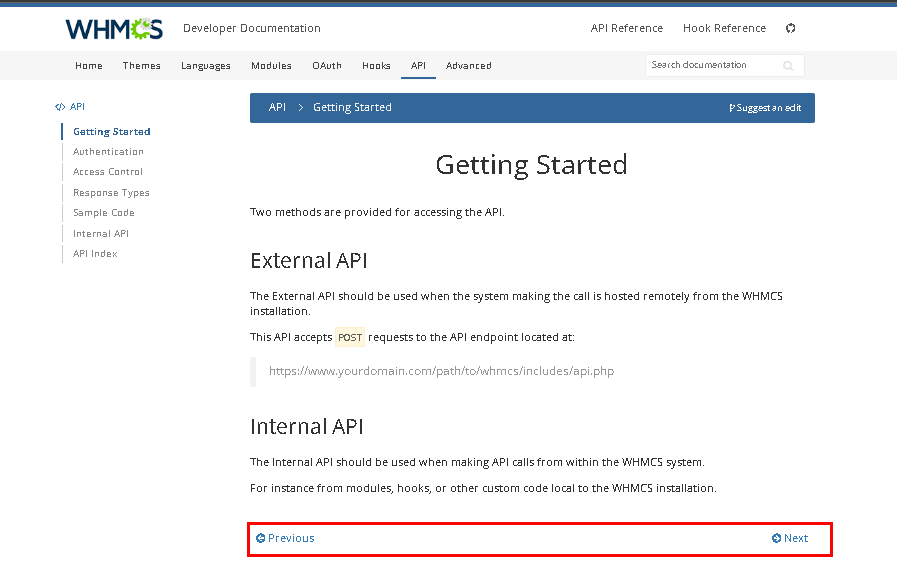 WHMCS Developer Documentation API Reference Hook Reference
Home Themes Languages Modules OAuth Hooks API Advanced Search documentation
</> API
Getting Started
Authentication
Access Control
Response Types
Sample Code
Internal API
API Index
API > Getting Started Suggest an edit
Getting Started
Two methods are provided for accessing the API.
External API
The External API should be used when the system making the call is hosted remotely from the WHMCS
installation.
This API accepts POST requests to the API endpoint located at:
https://www.yourdomain.com/path/to/whmcs/includes/api.php
Internal API
The Internal API should be used when making API calls from within the WHMCS system.
For instance from modules, hooks, or other custom code local to the WHMCS installation.
Previous Next